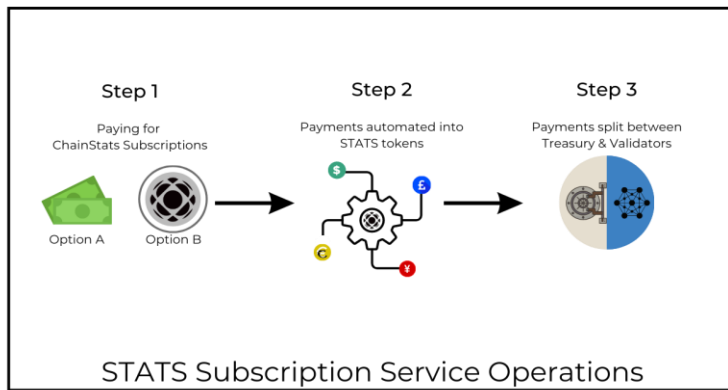 Step 1
Paying for
ChainStats Subscriptions
Option A
Option B
Step 2
Payments automated into
STATS tokens
$
£
¥
Step 3
Payments split between
Treasury & Validators
STATS Subscription Service Operations